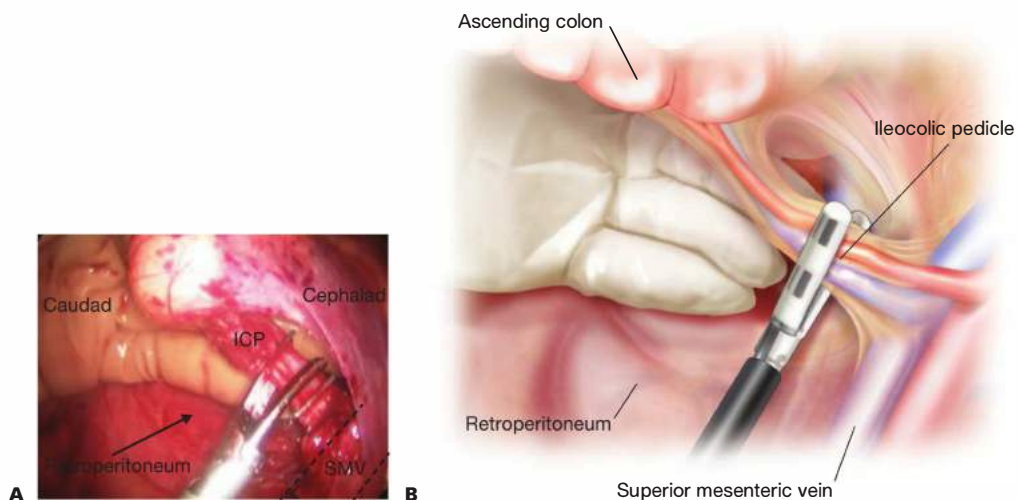 Ascending colon
Ileocolic pedicle
Caudad
Cephalad
ICP
Retroperitoneum
SMV
Retroperitoneum
Superior mesenteric vein
A
B